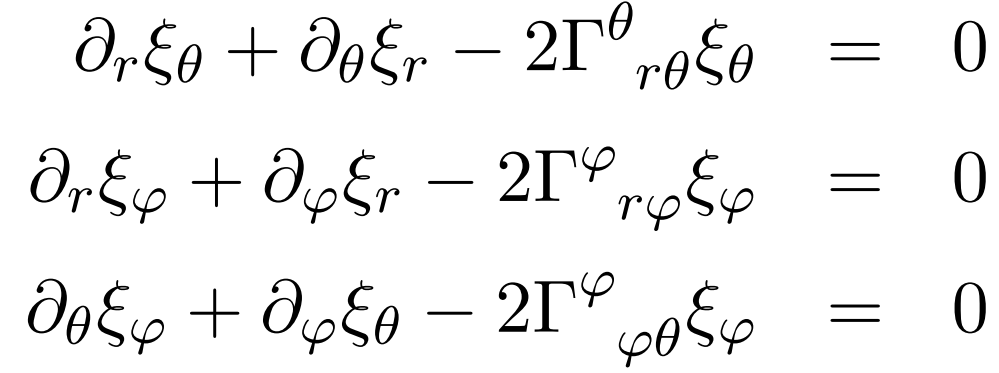 ∂_r ξ_θ + ∂_θ ξ_r − 2Γ^θ_{rθ} ξ_θ = 0
∂_r ξ_φ + ∂_φ ξ_r − 2Γ^φ_{rφ} ξ_φ = 0
∂_θ ξ_φ + ∂_φ ξ_θ − 2Γ^φ_{φθ} ξ_φ = 0